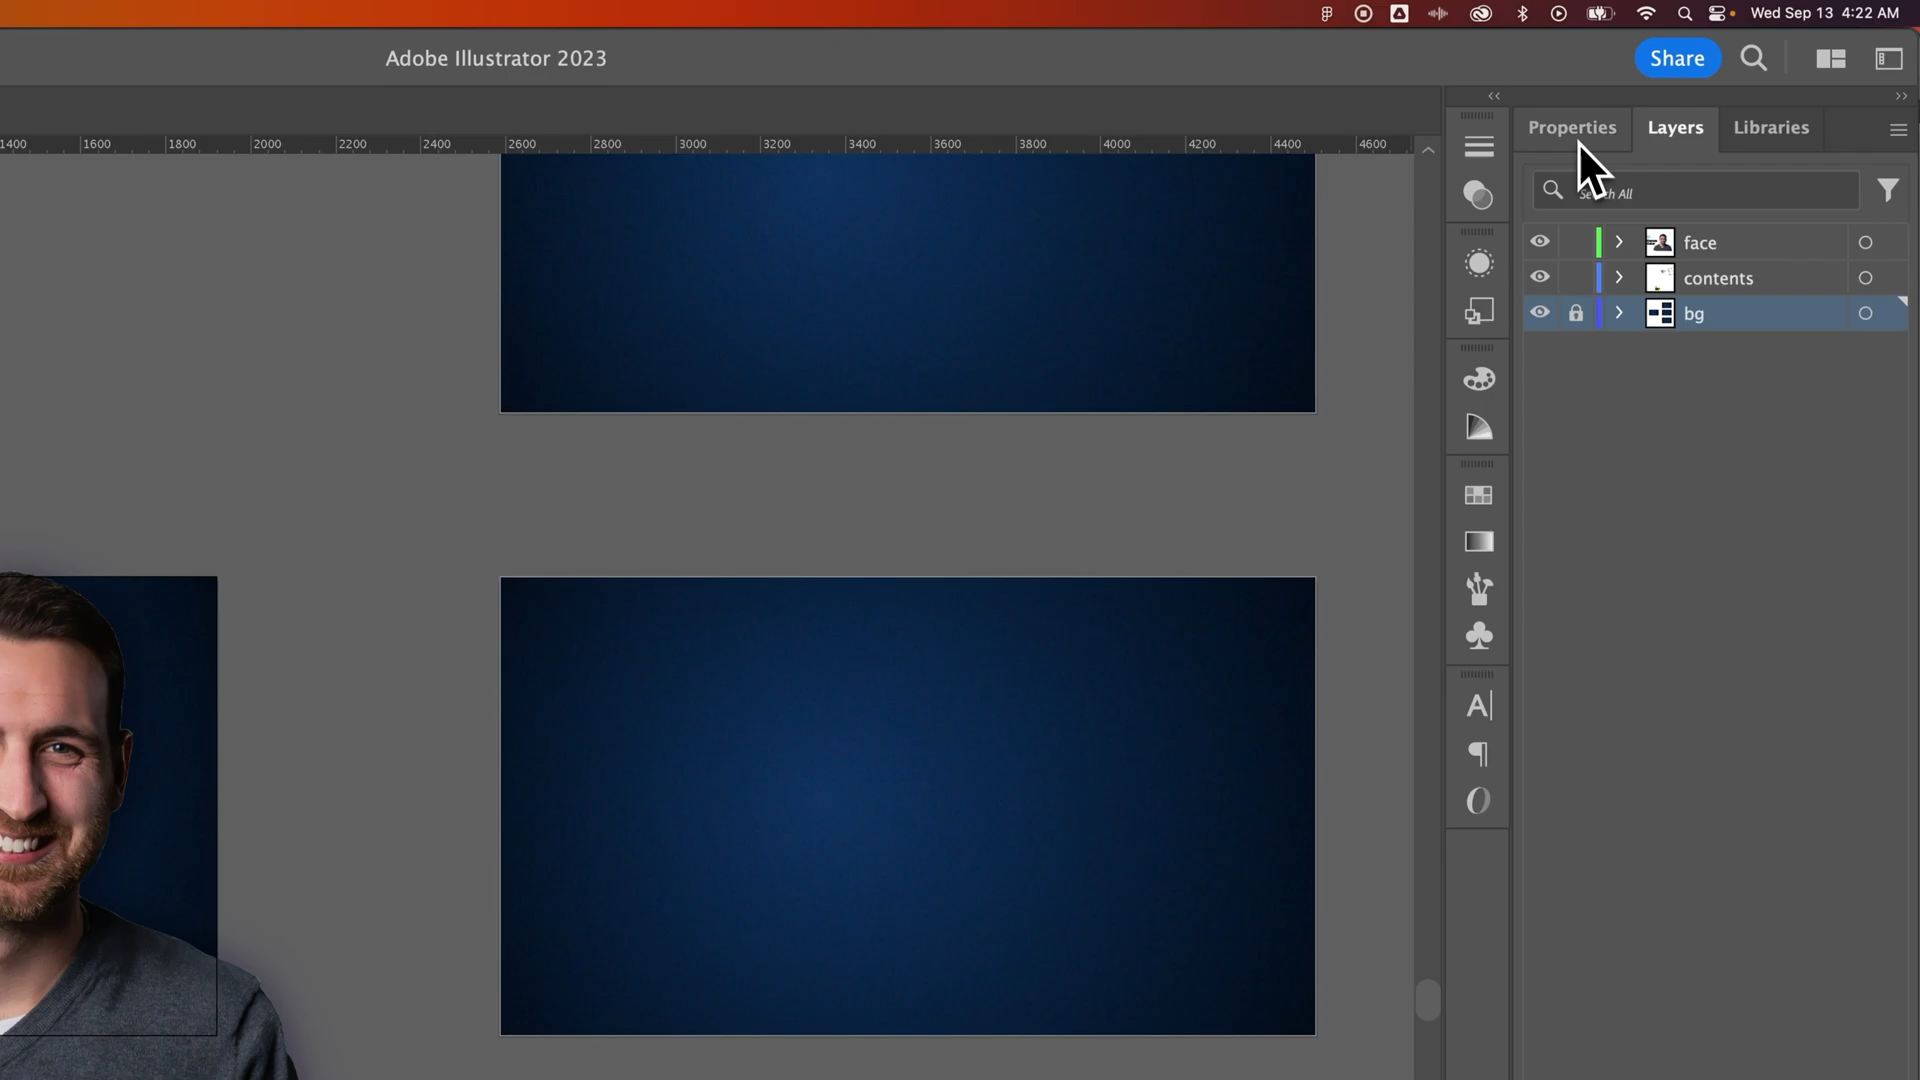 Wed Sep 13 4:22 AM
Adobe Illustrator 2023
Share
Properties
Layers
Libraries
1400 1600 1800 2000 2200 2400 2600 2800 3000 3200 3400 3600 3800 4000 4200 4400 4600
All
face
contents
bg